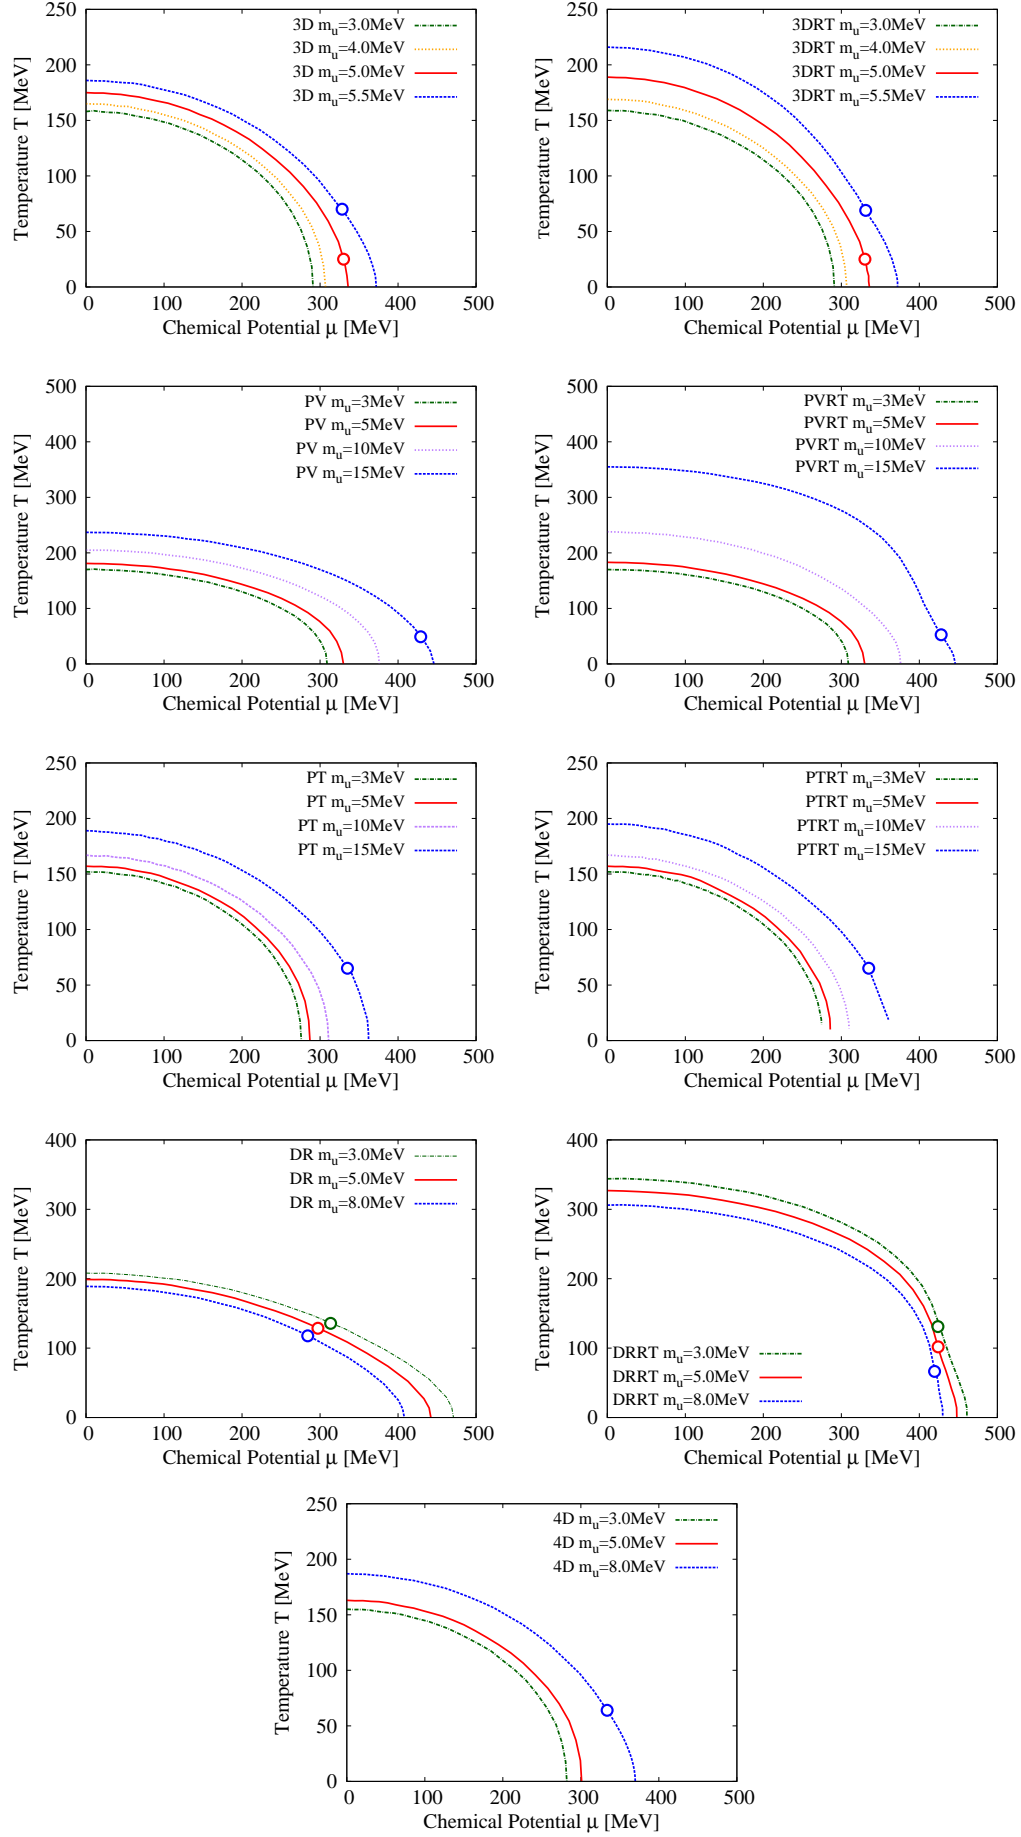 250
200
150
100
50
0
0 100 200 300 400 500
Temperature T [MeV]
Chemical Potential μ [MeV]
3D m_u=3.0MeV
3D m_u=4.0MeV
3D m_u=5.0MeV
3D m_u=5.5MeV
250
200
150
100
50
0
0 100 200 300 400 500
Temperature T [MeV]
Chemical Potential μ [MeV]
3DRT m_u=3.0MeV
3DRT m_u=4.0MeV
3DRT m_u=5.0MeV
3DRT m_u=5.5MeV
500
400
300
200
100
0
0 100 200 300 400 500
Temperature T [MeV]
Chemical Potential μ [MeV]
PV m_u=3MeV
PV m_u=5MeV
PV m_u=10MeV
PV m_u=15MeV
500
400
300
200
100
0
0 100 200 300 400 500
Temperature T [MeV]
Chemical Potential μ [MeV]
PVRT m_u=3MeV
PVRT m_u=5MeV
PVRT m_u=10MeV
PVRT m_u=15MeV
250
200
150
100
50
0
0 100 200 300 400 500
Temperature T [MeV]
Chemical Potential μ [MeV]
PT m_u=3MeV
PT m_u=5MeV
PT m_u=10MeV
PT m_u=15MeV
250
200
150
100
50
0
0 100 200 300 400 500
Temperature T [MeV]
Chemical Potential μ [MeV]
PTRT m_u=3MeV
PTRT m_u=5MeV
PTRT m_u=10MeV
PTRT m_u=15MeV
400
300
200
100
0
0 100 200 300 400 500
Temperature T [MeV]
Chemical Potential μ [MeV]
DR m_u=3.0MeV
DR m_u=5.0MeV
DR m_u=8.0MeV
400
300
200
100
0
0 100 200 300 400 500
Temperature T [MeV]
Chemical Potential μ [MeV]
DRRT m_u=3.0MeV
DRRT m_u=5.0MeV
DRRT m_u=8.0MeV
250
200
150
100
50
0
0 100 200 300 400 500
Temperature T [MeV]
Chemical Potential μ [MeV]
4D m_u=3.0MeV
4D m_u=5.0MeV
4D m_u=8.0MeV